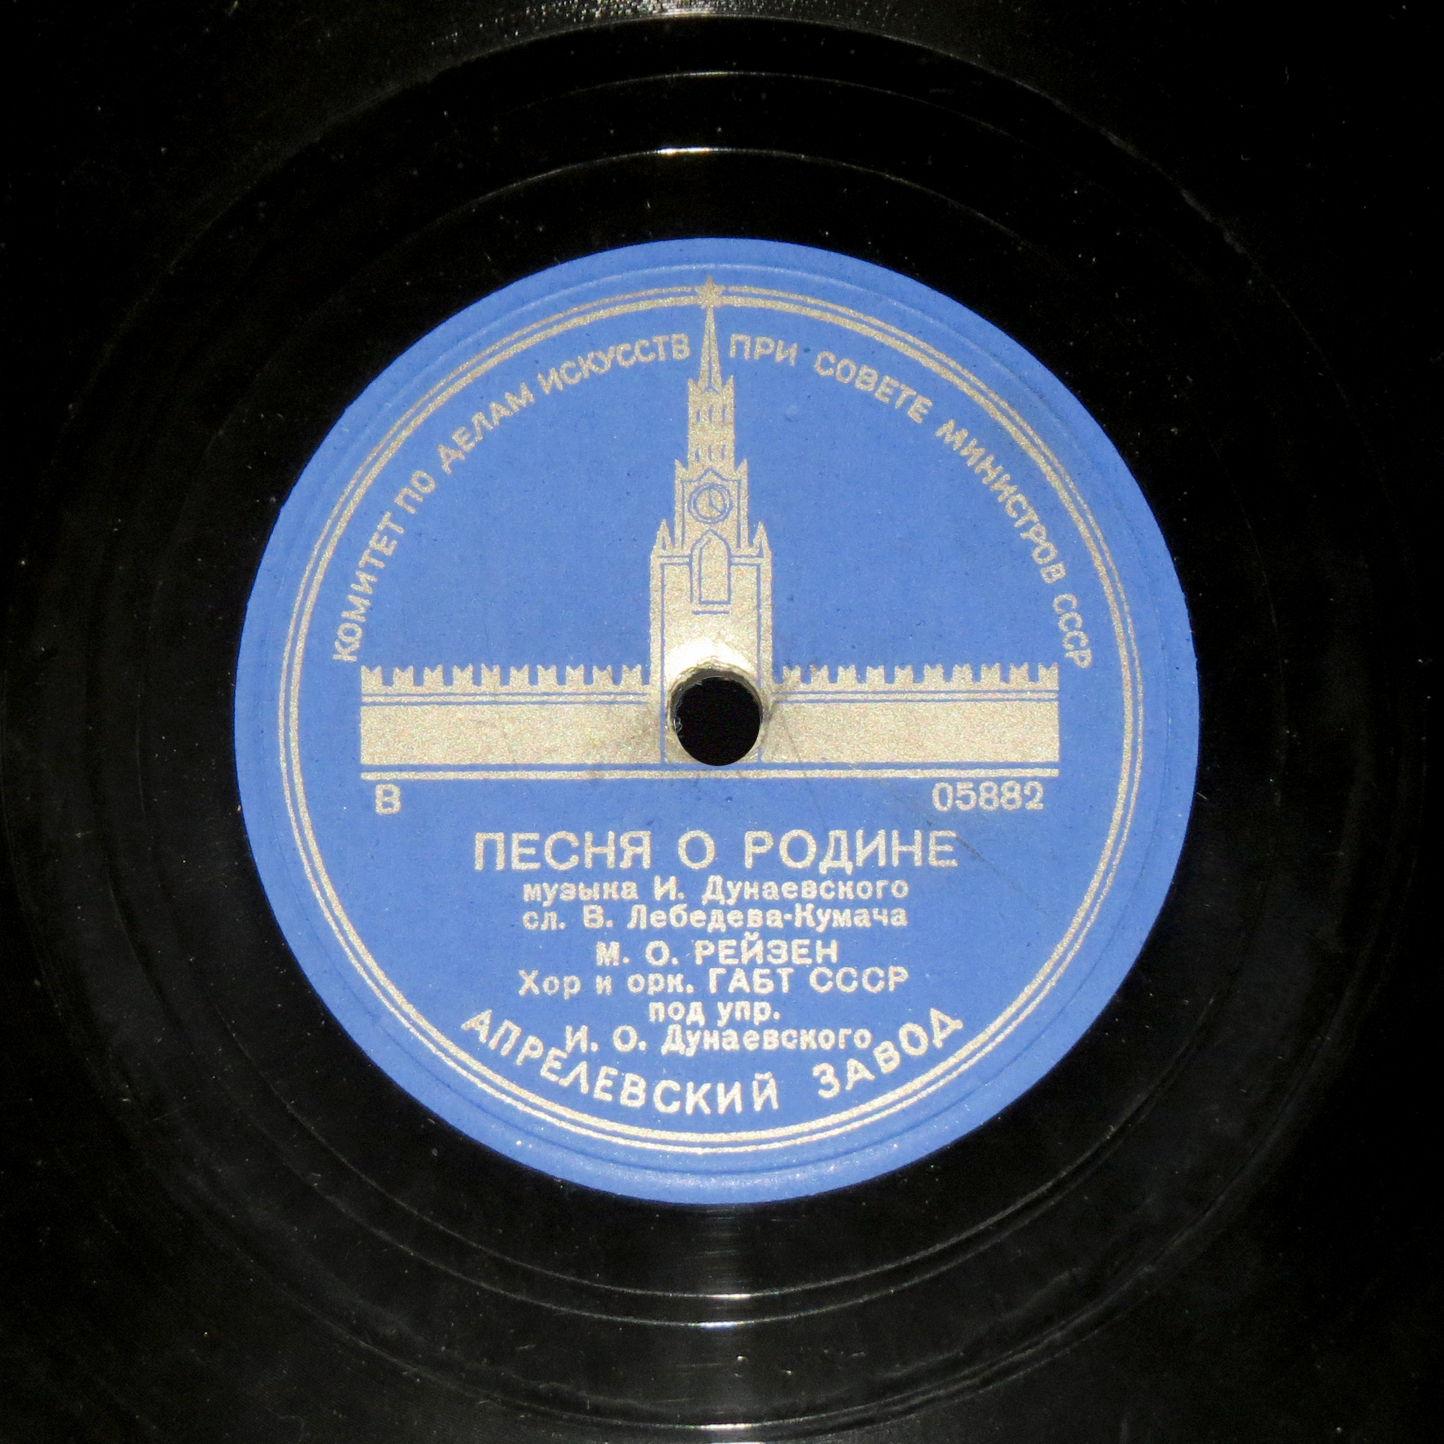 КОМИТЕТ ПО ДЕЛАМ ИСКУССТВ ПРИ СОВЕТЕ МИНИСТРОВ СССР
В 05882
ПЕСНЯ О РОДИНЕ
музыка И. Дунаевского
сл. В. Лебедева-Кумача
М. О. РЕЙЗЕН
Хор и орк. ГАБТ СССР
под упр.
И. О. Дунаевского
АПРЕЛЕВСКИЙ ЗАВОД